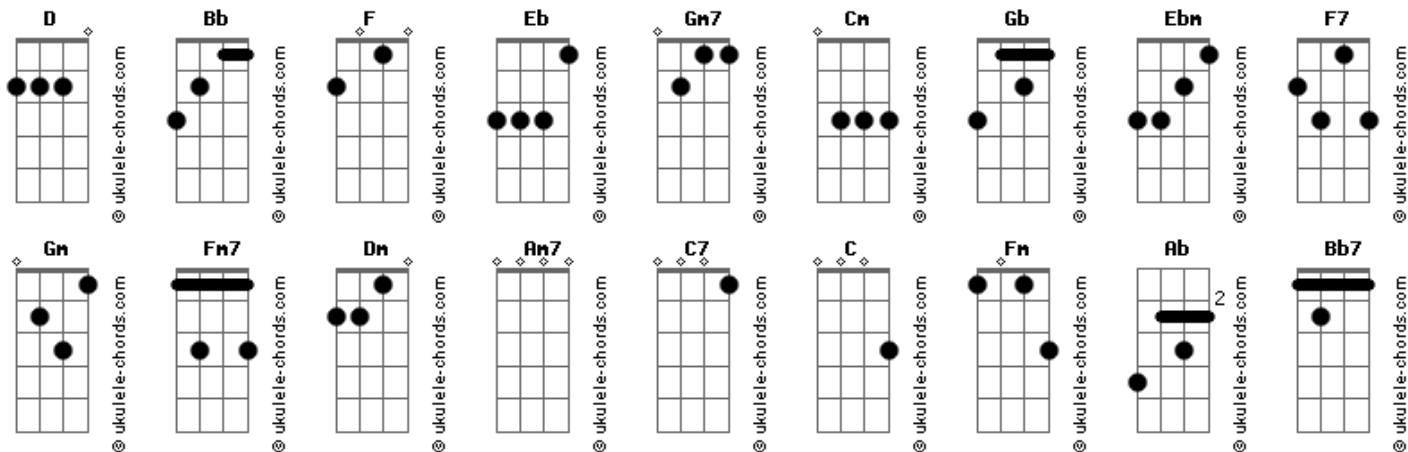 D Bb F Eb Gm7 Cm Gb Ebm F7
© ukulele-chords.com © ukulele-chords.com © ukulele-chords.com © ukulele-chords.com © ukulele-chords.com © ukulele-chords.com © ukulele-chords.com © ukulele-chords.com © ukulele-chords.com
Gm Fm7 Dm Am7 C7 C Fm Ab Bb7
2
© ukulele-chords.com © ukulele-chords.com © ukulele-chords.com © ukulele-chords.com © ukulele-chords.com © ukulele-chords.com © ukulele-chords.com © ukulele-chords.com © ukulele-chords.com